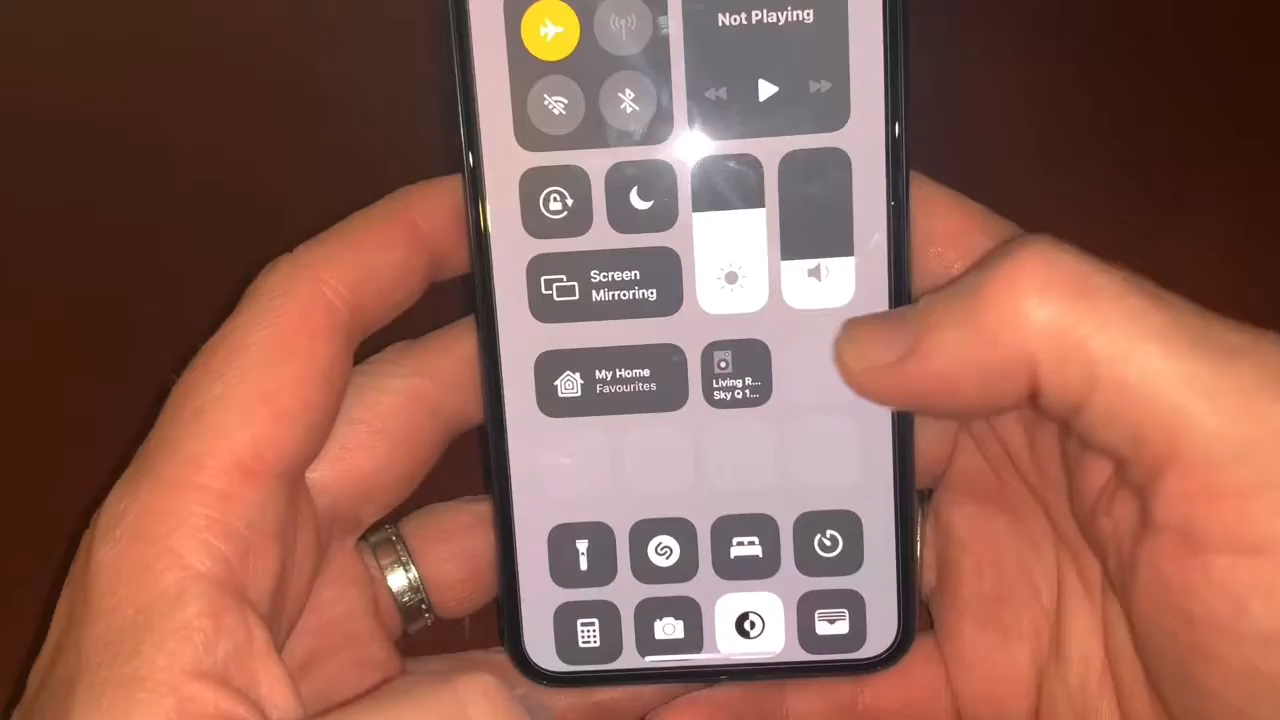 Not Playing
Screen
Mirroring
My Home
Favourites
Living R...
Sky Q 1...